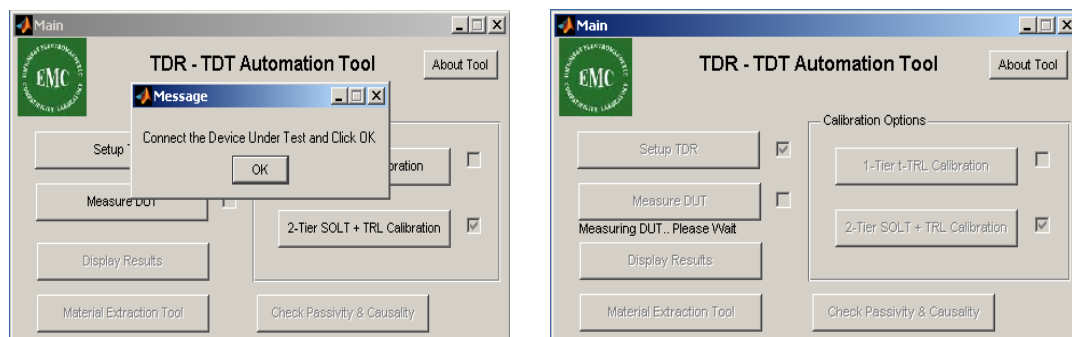 Main
TDR - TDT Automation Tool
About Tool
EMC
Message
Connect the Device Under Test and Click OK
OK
Setup
bration
Measure DUT
2-Tier SOLT + TRL Calibration
Display Results
Material Extraction Tool
Check Passivity & Causality
Main
TDR - TDT Automation Tool
About Tool
EMC
Calibration Options
Setup TDR
1-Tier t-TRL Calibration
Measure DUT
Measuring DUT.. Please Wait
2-Tier SOLT + TRL Calibration
Display Results
Material Extraction Tool
Check Passivity & Causality